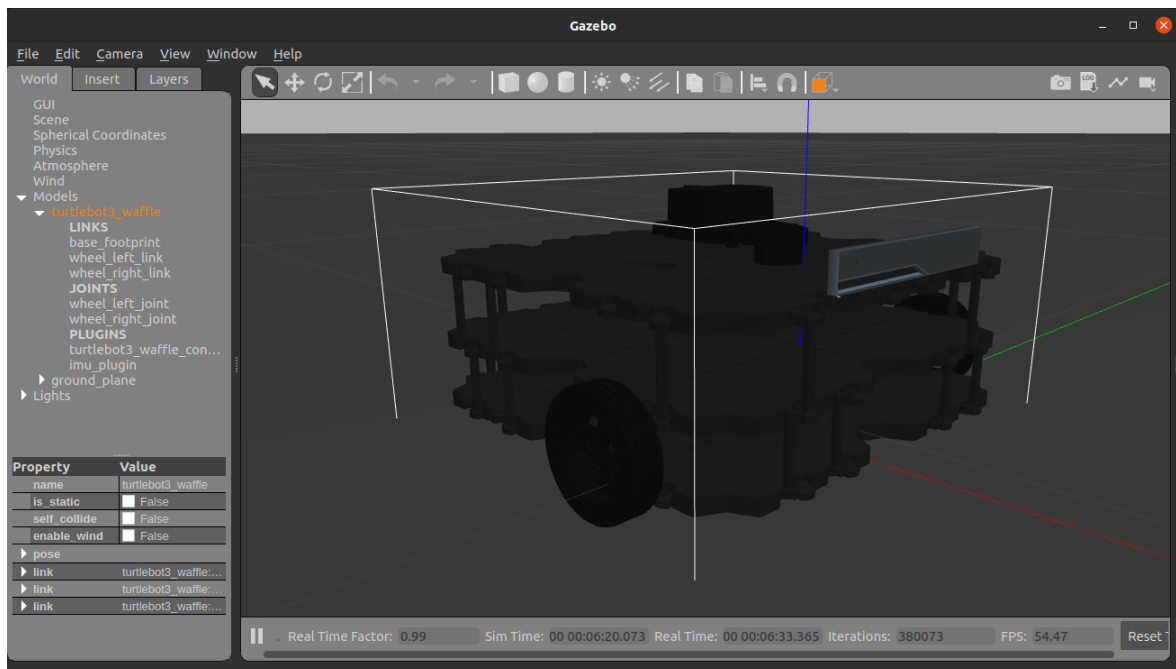 Gazebo
File Edit Camera View Window Help
World Insert Layers
LOG
GUI
Scene
Spherical Coordinates
Physics
Atmosphere
Wind
Models
turtlebot3_waffle
LINKS
base_footprint
wheel_left_link
wheel_right_link
JOINTS
wheel_left_joint
wheel_right_joint
PLUGINS
turtlebot3_waffle_con...
imu_plugin
ground_plane
Lights
Property Value
name turtlebot3_waffle
is_static False
self_collide False
enable_wind False
pose
link turtlebot3_waffle:...
link turtlebot3_waffle:...
link turtlebot3_waffle:...
Real Time Factor: 0.99 Sim Time: 00 00:06:20.073 Real Time: 00 00:06:33.365 Iterations: 380073 FPS: 54.47 Reset